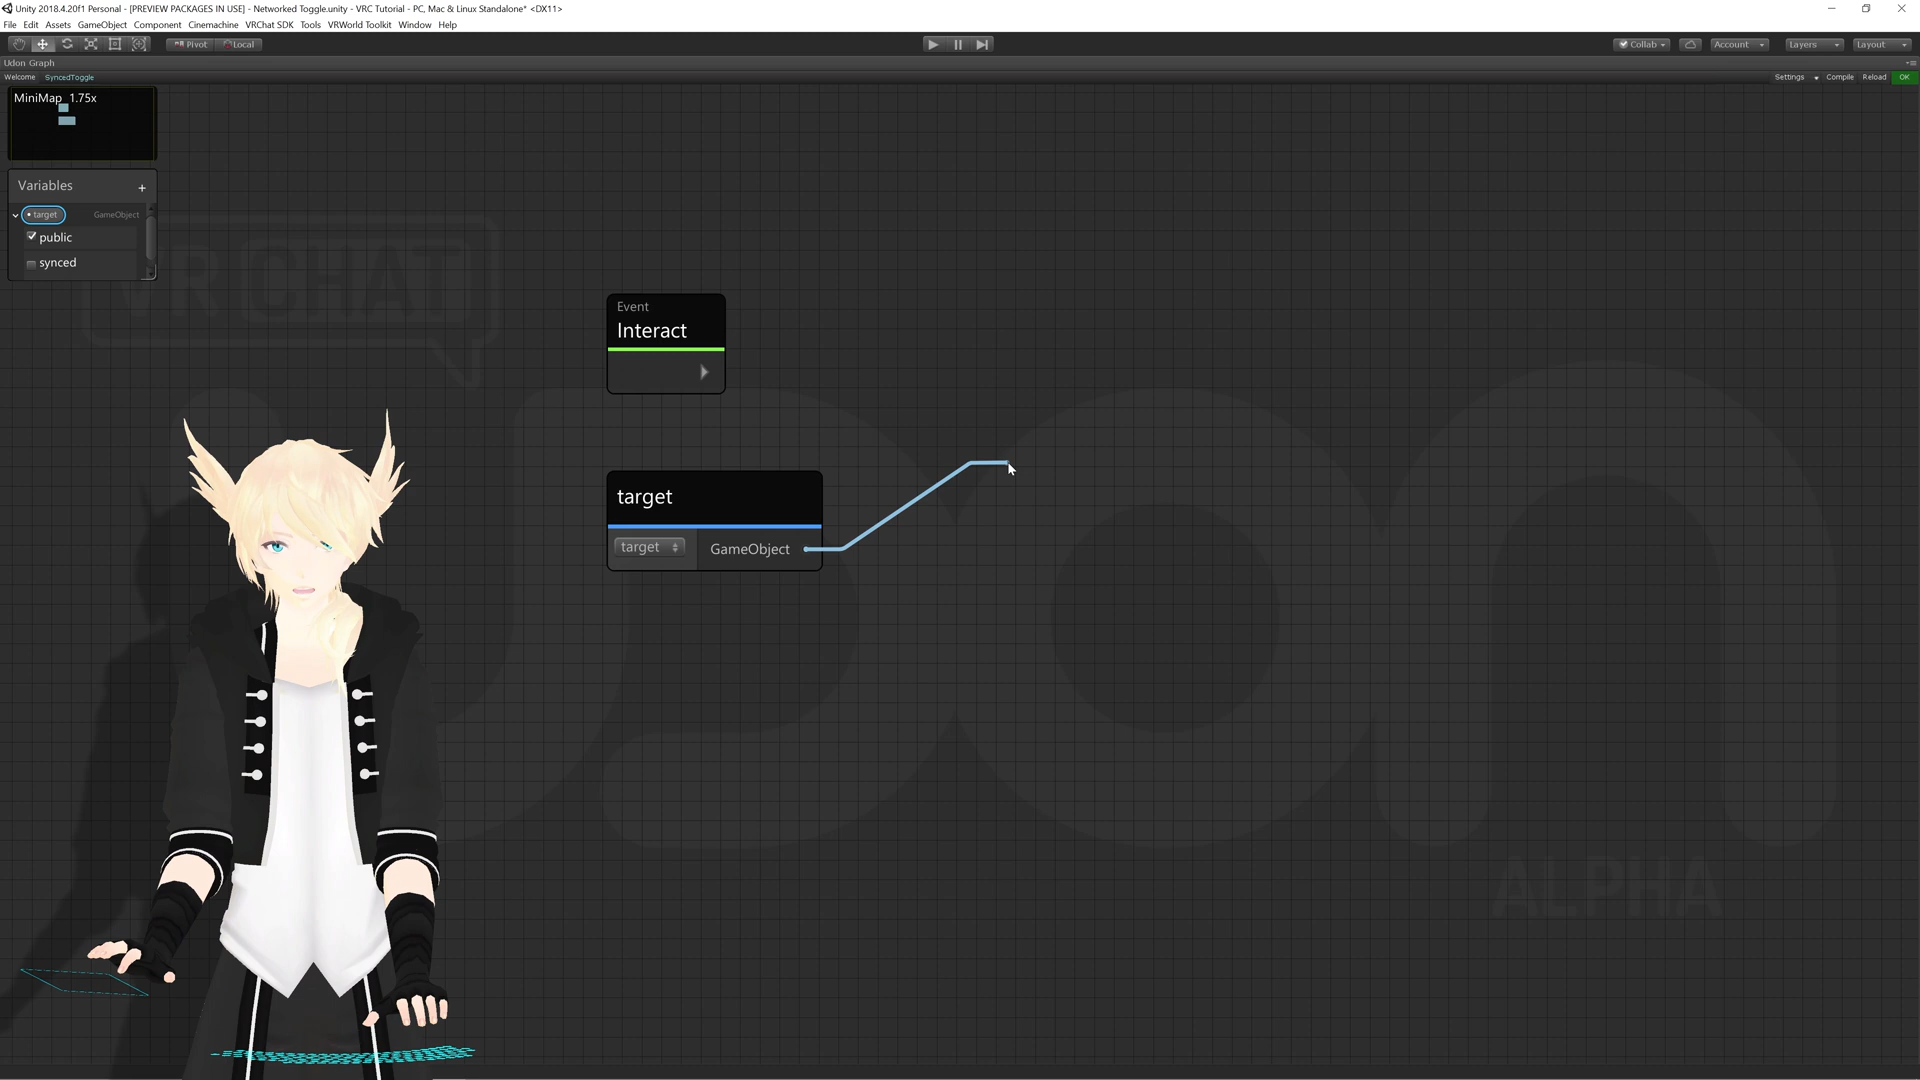 Unity 2018.4.20f1 Personal - [PREVIEW PACKAGES IN USE] - Networked Toggle.unity - VRC Tutorial - PC, Mac & Linux Standalone* <DX11>
File Edit Assets GameObject Component Cinemachine VRChat SDK Tools VRWorld Toolkit Window Help
Pivot Local Collab Account Layers Layout
Udon Graph
Welcome SyncedToggle Settings Compile Reload OK
MiniMap 1.75x
Variables +
target GameObject
public
synced
VR CHAT
Event
Interact
target
target GameObject
UDON
ALPHA